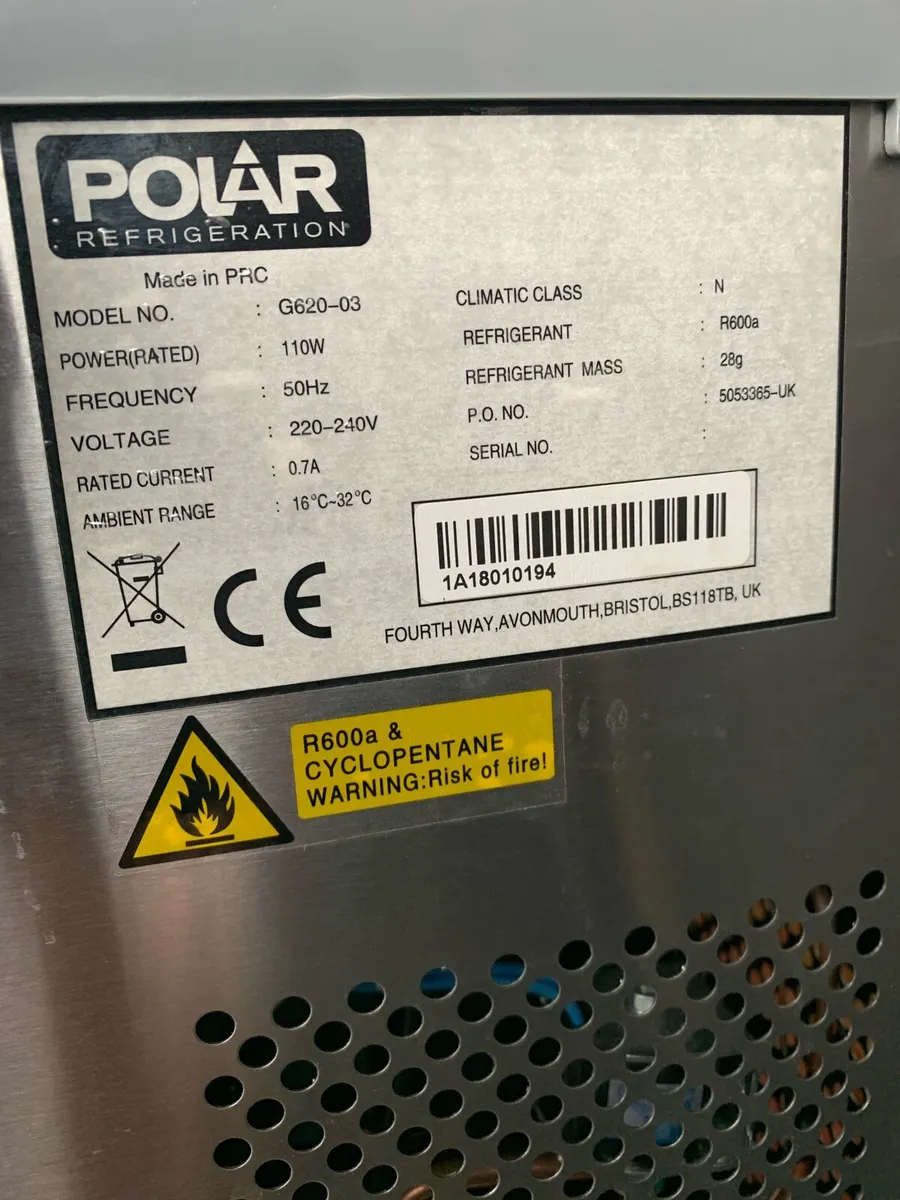 POLAR
REFRIGERATION
Made in PRC
MODEL NO. : G620-03
POWER(RATED) : 110W
FREQUENCY : 50Hz
VOLTAGE : 220-240V
RATED CURRENT : 0.7A
AMBIENT RANGE : 16°C~32°C
CLIMATIC CLASS : N
REFRIGERANT : R600a
REFRIGERANT MASS : 28g
P.O. NO. : 5053365-UK
SERIAL NO. :
1A18010194
CE
FOURTH WAY,AVONMOUTH,BRISTOL,BS118TB, UK
R600a &
CYCLOPENTANE
WARNING:Risk of fire!